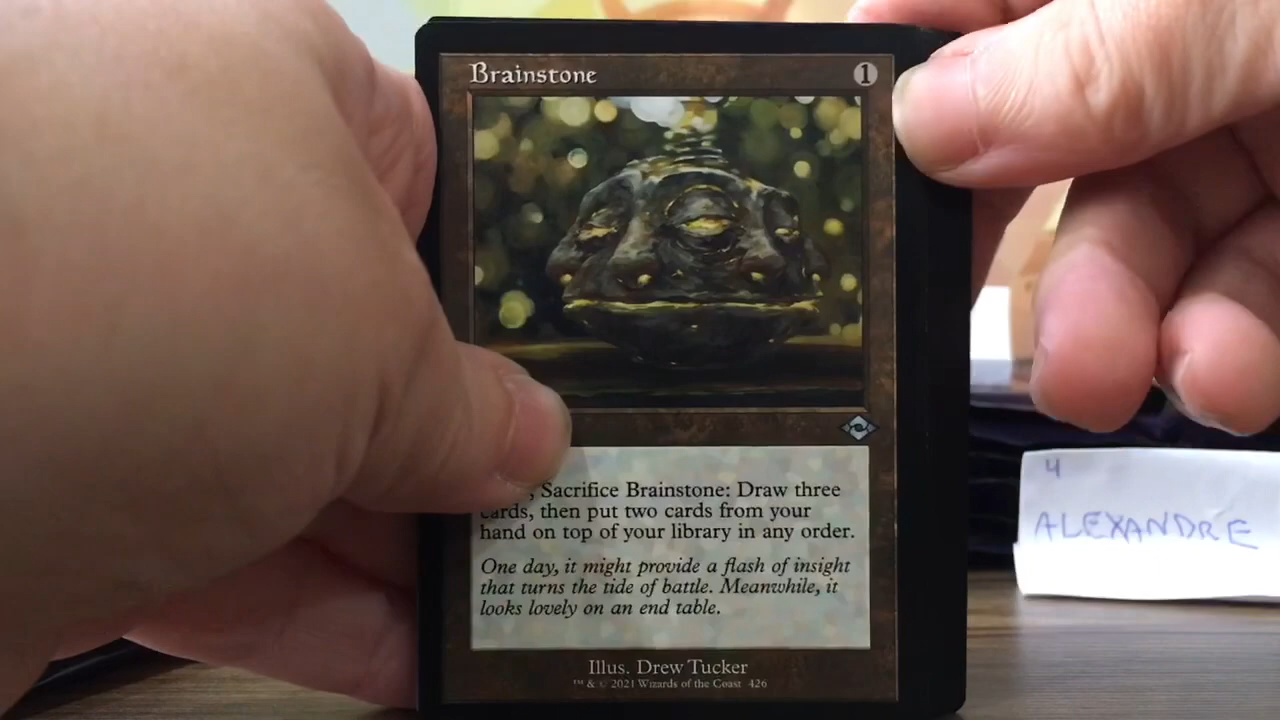 Brainstone 1
, Sacrifice Brainstone: Draw three
cards, then put two cards from your
hand on top of your library in any order.
One day, it might provide a flash of insight
that turns the tide of battle. Meanwhile, it
looks lovely on an end table.
Illus. Drew Tucker
™ & © 2021 Wizards of the Coast 426
4
ALEXANDRE